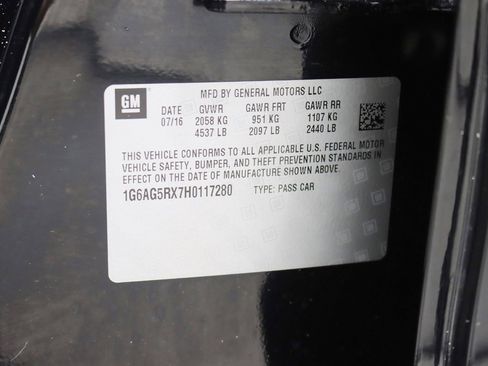 MFD BY GENERAL MOTORS LLC
GM
DATE GVWR GAWR FRT GAWR RR
07/16 2058 KG 951 KG 1107 KG
4537 LB 2097 LB 2440 LB
THIS VEHICLE CONFORMS TO ALL APPLICABLE U.S. FEDERAL MOTOR
VEHICLE SAFETY, BUMPER, AND THEFT PREVENTION STANDARDS IN
EFFECT ON THE DATE OF MANUFACTURE SHOWN ABOVE.
1G6AG5RX7H0117280 TYPE: PASS CAR